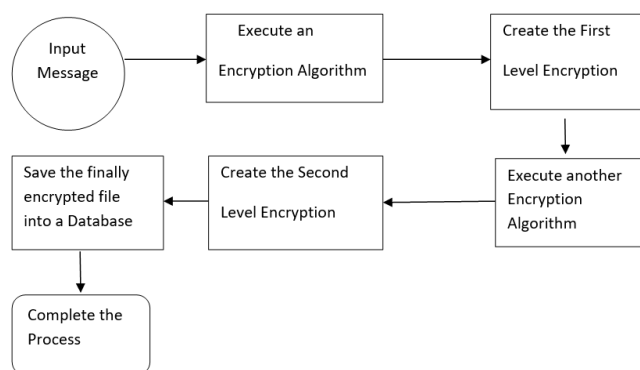 Input
Message
Execute an
Encryption Algorithm
Create the First
Level Encryption
Execute another
Encryption
Algorithm
Create the Second
Level Encryption
Save the finally
encrypted file
into a Database
Complete the
Process